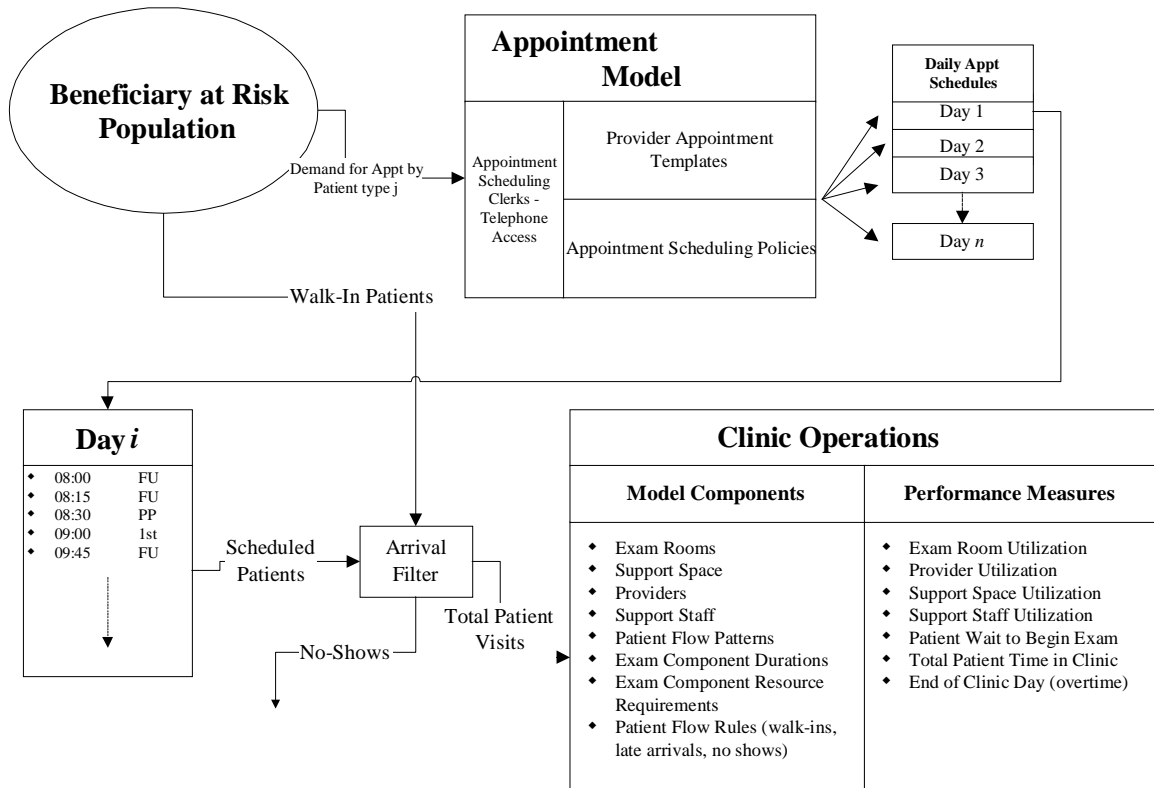 Beneficiary at Risk
Population
Demand for Appt by
Patient type j
Appointment
Model
Appointment
Scheduling
Clerks -
Telephone
Access
Provider Appointment
Templates
Appointment Scheduling Policies
Daily Appt
Schedules
Day 1
Day 2
Day 3
Day n
Walk-In Patients
Day i
◆ 08:00 FU
◆ 08:15 FU
◆ 08:30 PP
◆ 09:00 1st
◆ 09:45 FU
Scheduled
Patients
Arrival
Filter
No-Shows
Total Patient
Visits
Clinic Operations
Model Components
◆ Exam Rooms
◆ Support Space
◆ Providers
◆ Support Staff
◆ Patient Flow Patterns
◆ Exam Component Durations
◆ Exam Component Resource
Requirements
◆ Patient Flow Rules (walk-ins,
late arrivals, no shows)
Performance Measures
◆ Exam Room Utilization
◆ Provider Utilization
◆ Support Space Utilization
◆ Support Staff Utilization
◆ Patient Wait to Begin Exam
◆ Total Patient Time in Clinic
◆ End of Clinic Day (overtime)